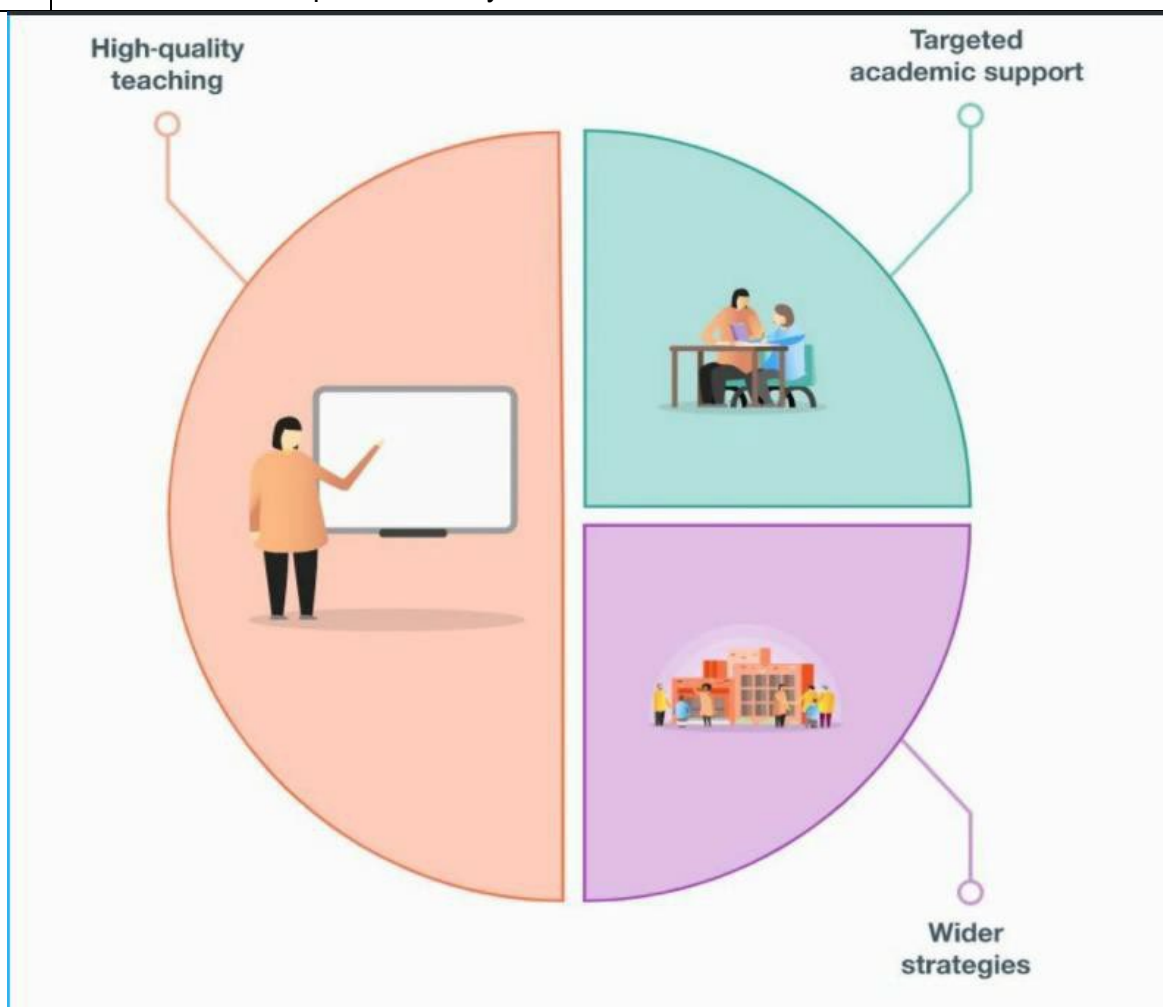 High-quality
teaching
Targeted
academic support
Wider
strategies